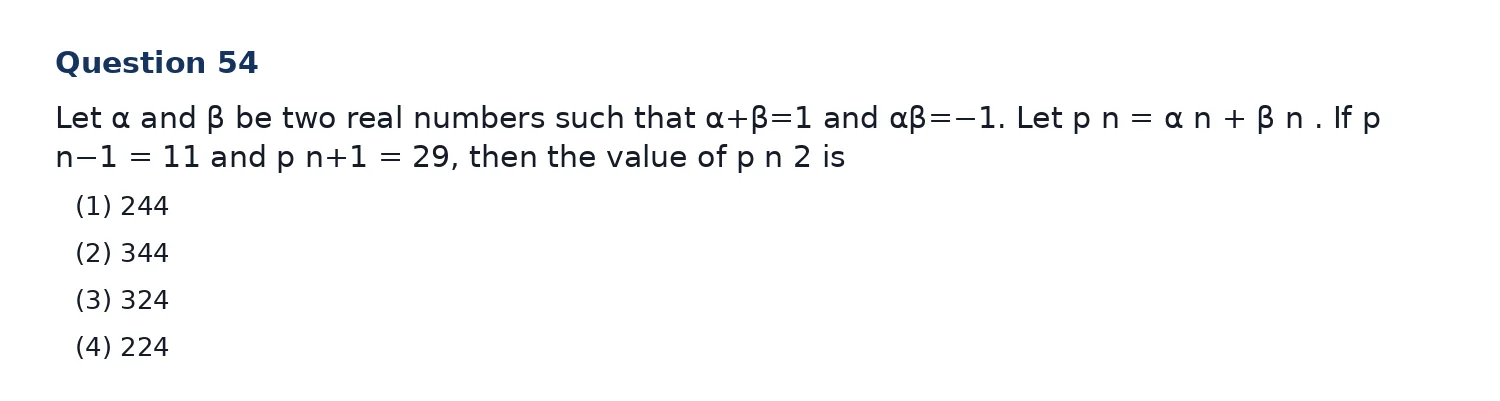 Question 54
Let α and β be two real numbers such that α+β=1 and αβ=−1. Let p n = α n + β n . If p
n−1 = 11 and p n+1 = 29, then the value of p n 2 is
(1) 244
(2) 344
(3) 324
(4) 224